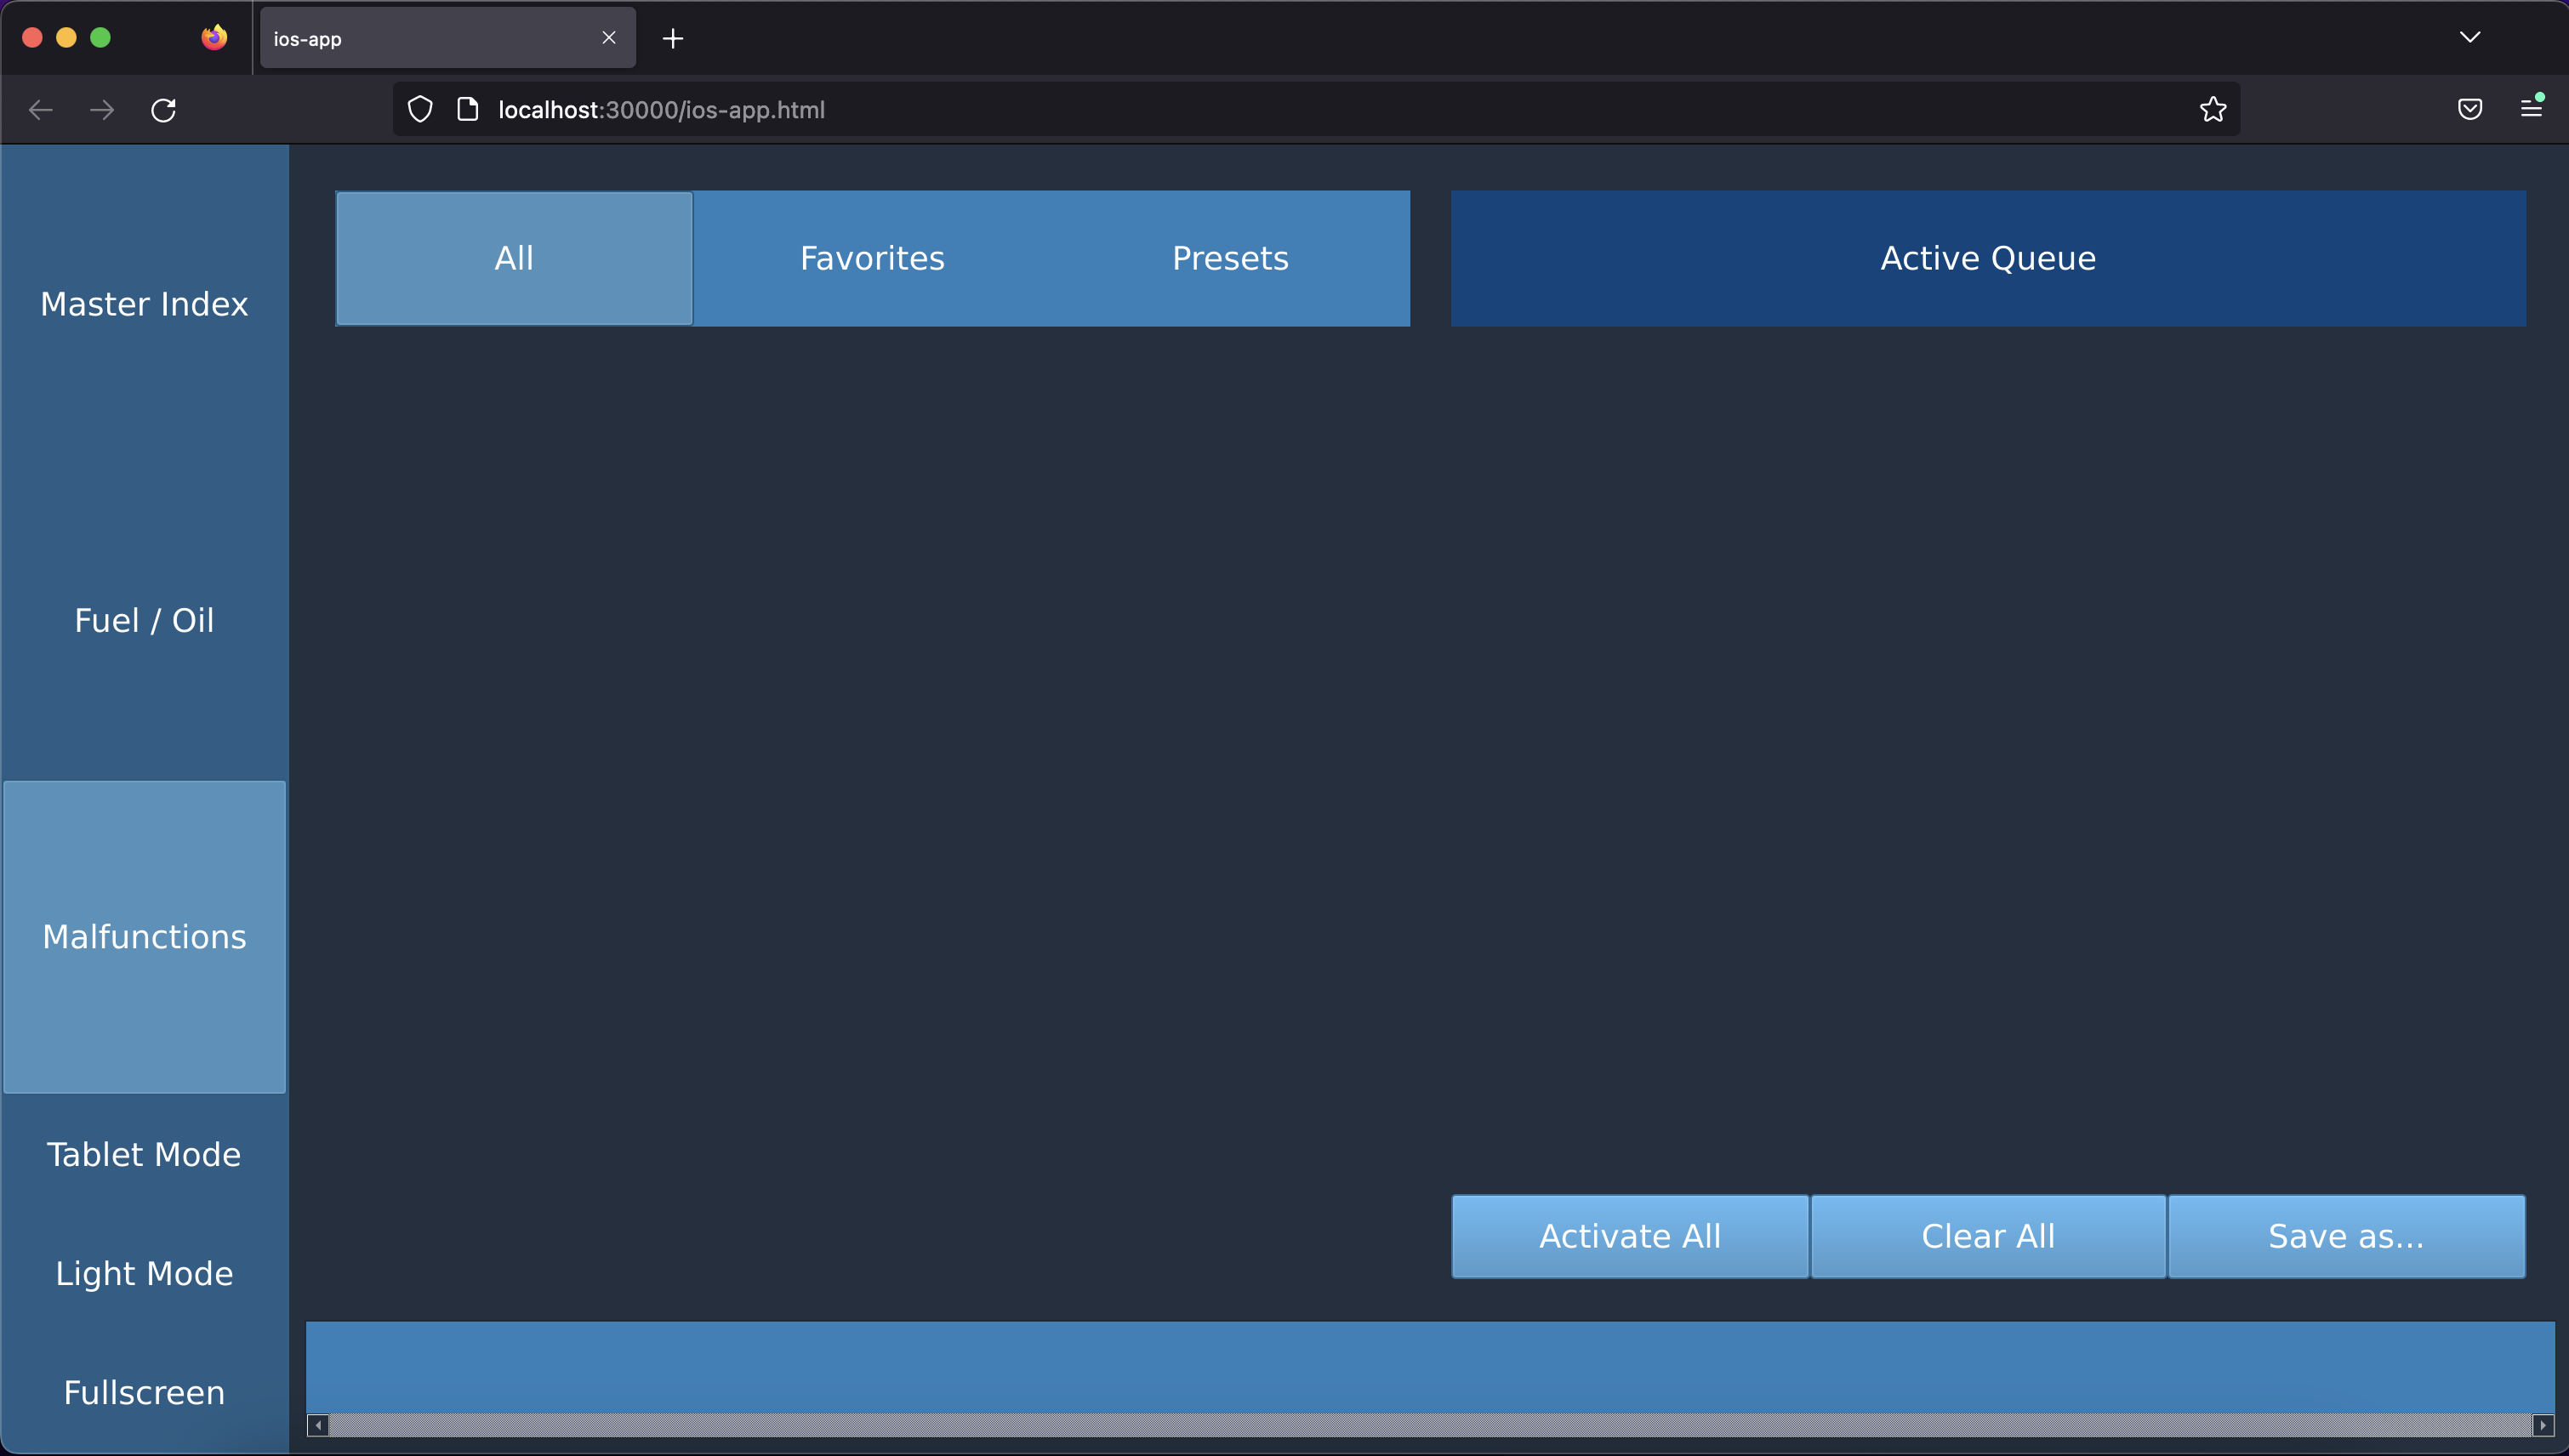 ios-app
localhost:30000/ios-app.html
All
Favorites
Presets
Active Queue
Master Index
Fuel / Oil
Malfunctions
Tablet Mode
Light Mode
Fullscreen
Activate All
Clear All
Save as...